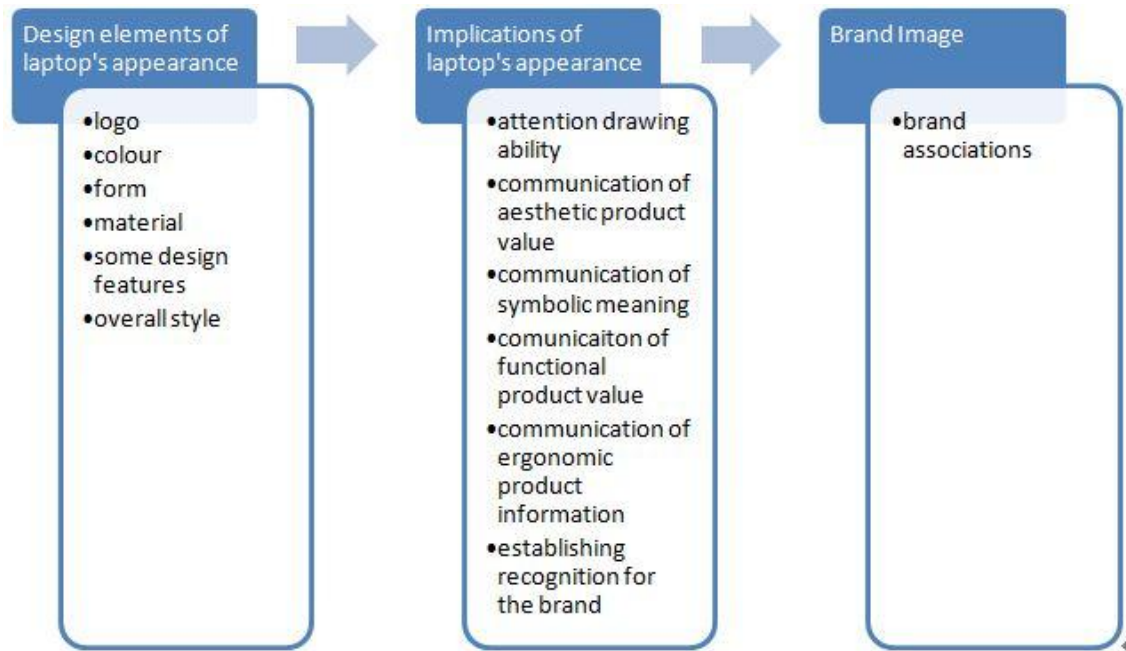 Design elements of
laptop's appearance
•logo
•colour
•form
•material
•some design
features
•overall style
Implications of
laptop's appearance
•attention drawing
ability
•communication of
aesthetic product
value
•communication of
symbolic meaning
•comunicaiton of
functional
product value
•communication of
ergonomic
product
information
•establishing
recognition for
the brand
Brand Image
•brand
associations